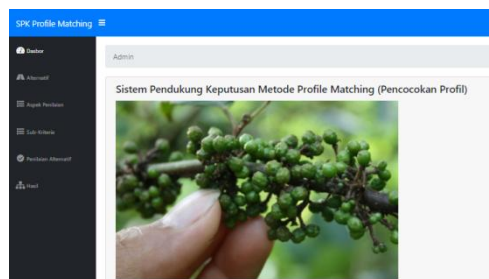 SPK Profile Matching
Dasbor
Admin
Alternatif
Sistem Pendukung Keputusan Metode Profile Matching (Pencocokan Profil)
Aspek Penilaian
Sub-Kriteria
Penilaian Alternatif
Hasil